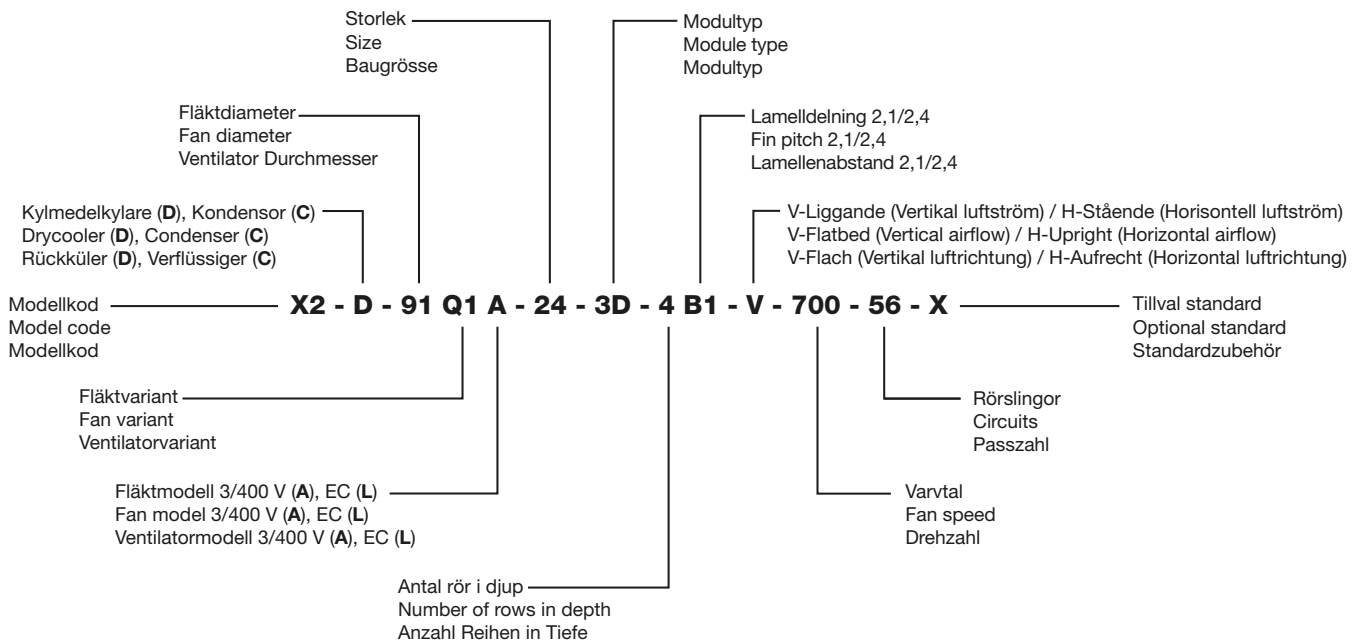 Storlek
Size
Baugrösse
Modultyp
Module type
Modultyp
Fläktdiameter
Fan diameter
Ventilator Durchmesser
Lamelldelning 2,1/2,4
Fin pitch 2,1/2,4
Lamellenabstand 2,1/2,4
Kylmedelkylare (D), Kondensor (C)
Drycooler (D), Condenser (C)
Rückküler (D), Verflüssiger (C)
V-Liggande (Vertikal luftström) / H-Stående (Horisontell luftström)
V-Flatbed (Vertical airflow) / H-Upright (Horizontal airflow)
V-Flach (Vertikal luftrichtung) / H-Aufrecht (Horizontal luftrichtung)
Modellkod
Model code
Modellkod
X2 - D - 91 Q1 A - 24 - 3D - 4 B1 - V - 700 - 56 - X
Tillval standard
Optional standard
Standardzubehör
Fläktvariant
Fan variant
Ventilatorvariant
Rörslingor
Circuits
Passzahl
Fläktmodell 3/400 V (A), EC (L)
Fan model 3/400 V (A), EC (L)
Ventilatormodell 3/400 V (A), EC (L)
Varvtal
Fan speed
Drehzahl
Antal rör i djup
Number of rows in depth
Anzahl Reihen in Tiefe